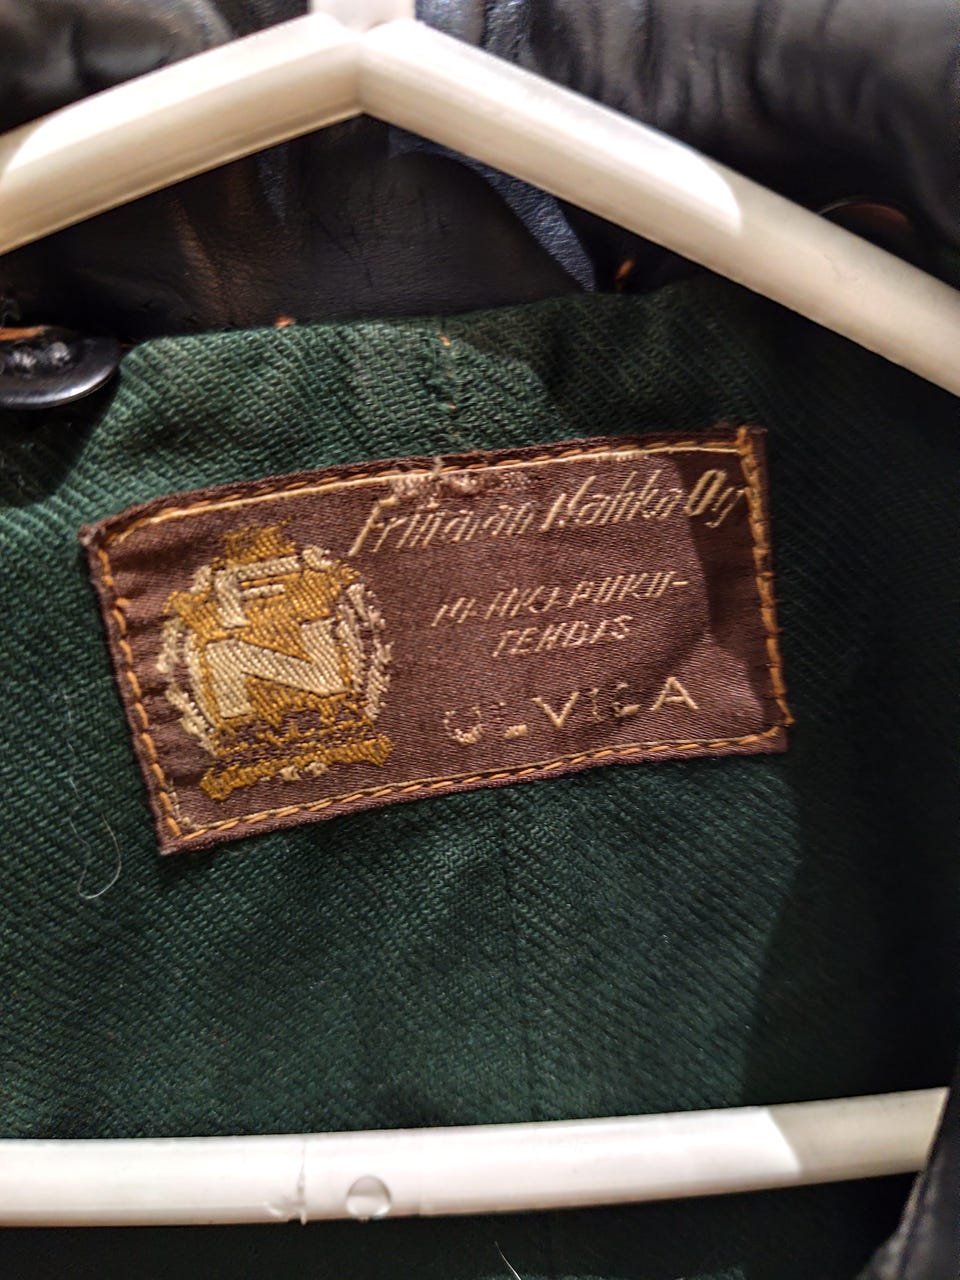 Friitalan Nahka Oy
NAHKAPUKU-
TEHDAS
ULVILA